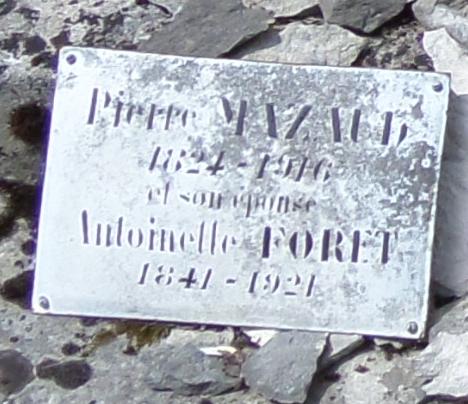 Pierre MAZAUD
1824 - 1916
et son épouse
Antoinette FORET
1841 - 1921